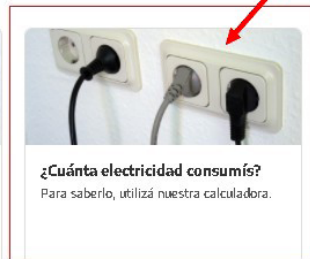 ¿Cuánta electricidad consumís?
Para saberlo, utilizá nuestra calculadora.